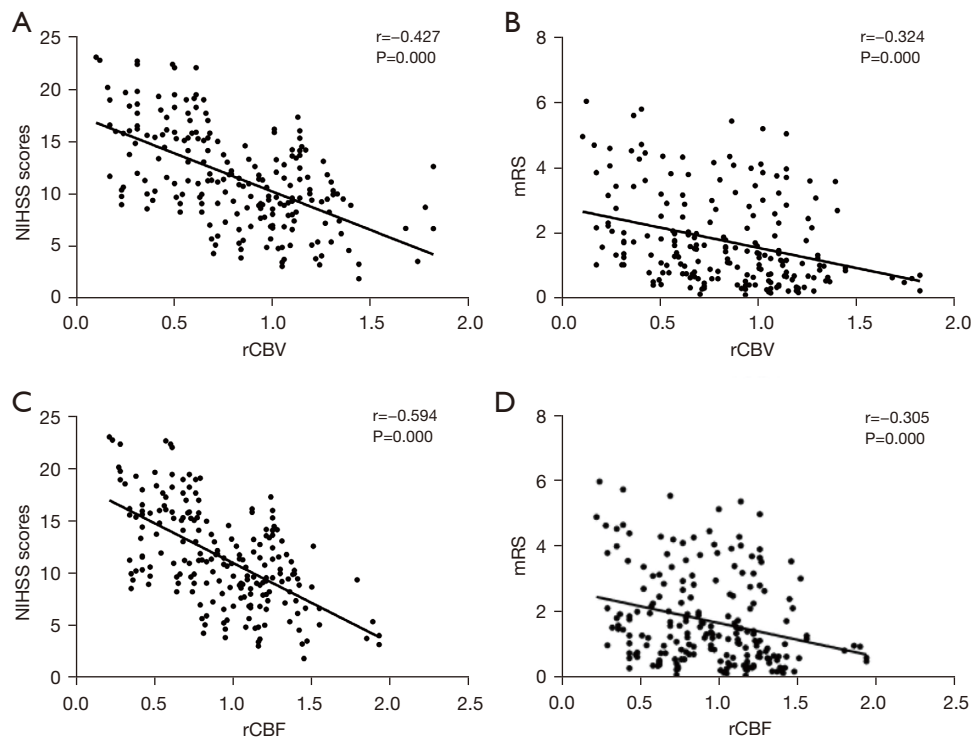 A
r=−0.427
P=0.000
NIHSS scores
25
20
15
10
5
0
0.0 0.5 1.0 1.5 2.0
rCBV
B
r=−0.324
P=0.000
mRS
8
6
4
2
0
0.0 0.5 1.0 1.5 2.0
rCBV
C
r=−0.594
P=0.000
NIHSS scores
25
20
15
10
5
0
0.0 0.5 1.0 1.5 2.0 2.5
rCBF
D
r=−0.305
P=0.000
mRS
8
6
4
2
0
0.0 0.5 1.0 1.5 2.0 2.5
rCBF